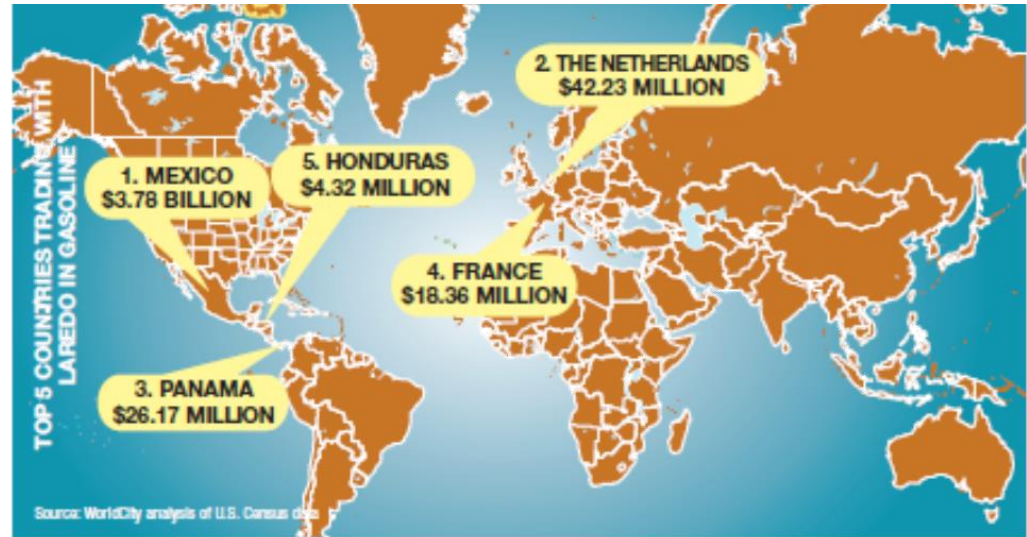 TOP 5 COUNTRIES TRADING WITH
LAREDO IN GASOLINE
1. MEXICO
$3.78 BILLION
5. HONDURAS
$4.32 MILLION
2. THE NETHERLANDS
$42.23 MILLION
4. FRANCE
$18.36 MILLION
3. PANAMA
$26.17 MILLION
Source: WorldCity analysis of U.S. Census data